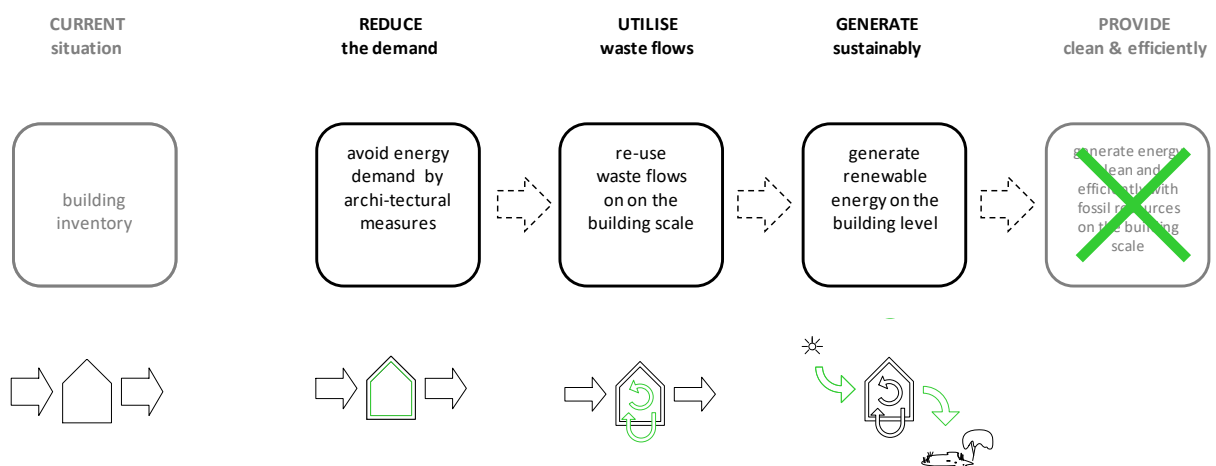 CURRENT
situation
REDUCE
the demand
UTILISE
waste flows
GENERATE
sustainably
PROVIDE
clean & efficiently
building
inventory
avoid energy
demand by
archi-tectural
measures
re-use
waste flows
on on the
building scale
generate
renewable
energy on the
building level
generate energy
clean and
efficiently with
fossil resources
on the building
scale